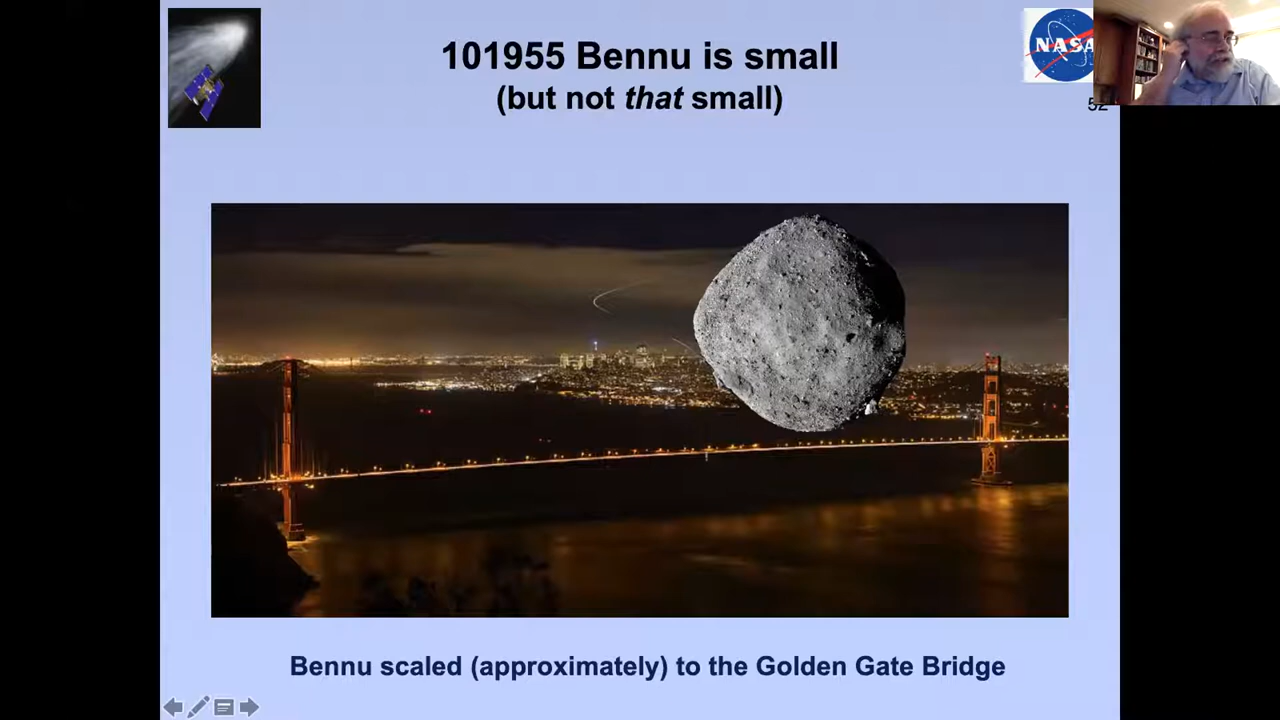 101955 Bennu is small
(but not that small)
NASA
52
Bennu scaled (approximately) to the Golden Gate Bridge